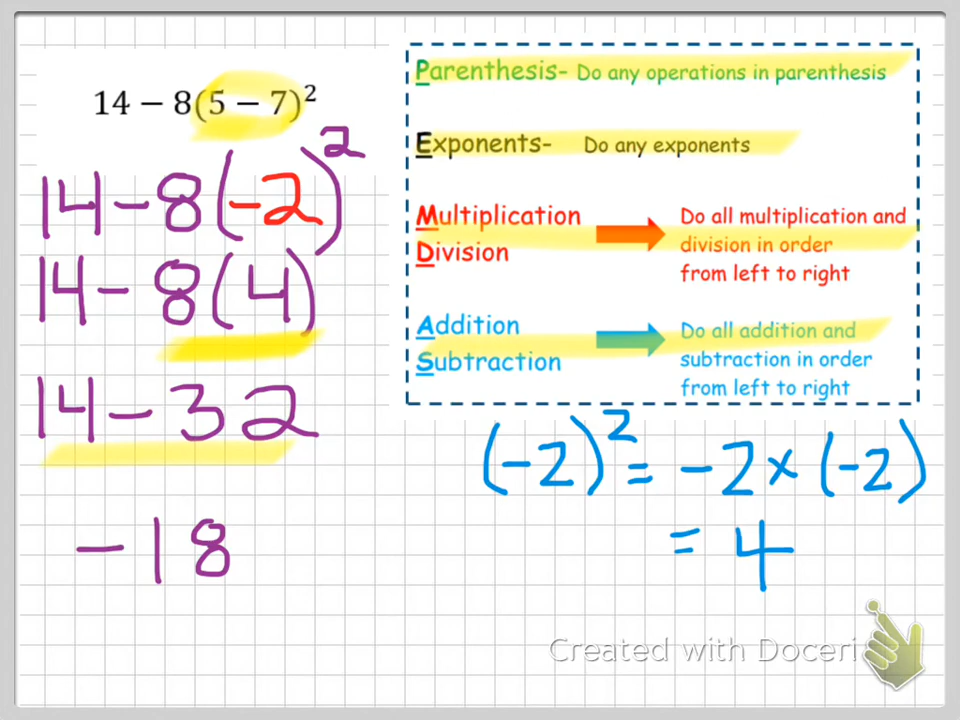 14 − 8(5 − 7)²
14 − 8(−2)²
14 − 8(4)
14 − 32
−18
Parenthesis- Do any operations in parenthesis
Exponents- Do any exponents
Multiplication
Division
Do all multiplication and
division in order
from left to right
Addition
Subtraction
Do all addition and
subtraction in order
from left to right
(−2)² = −2 × (−2)
= 4
Created with Doceri